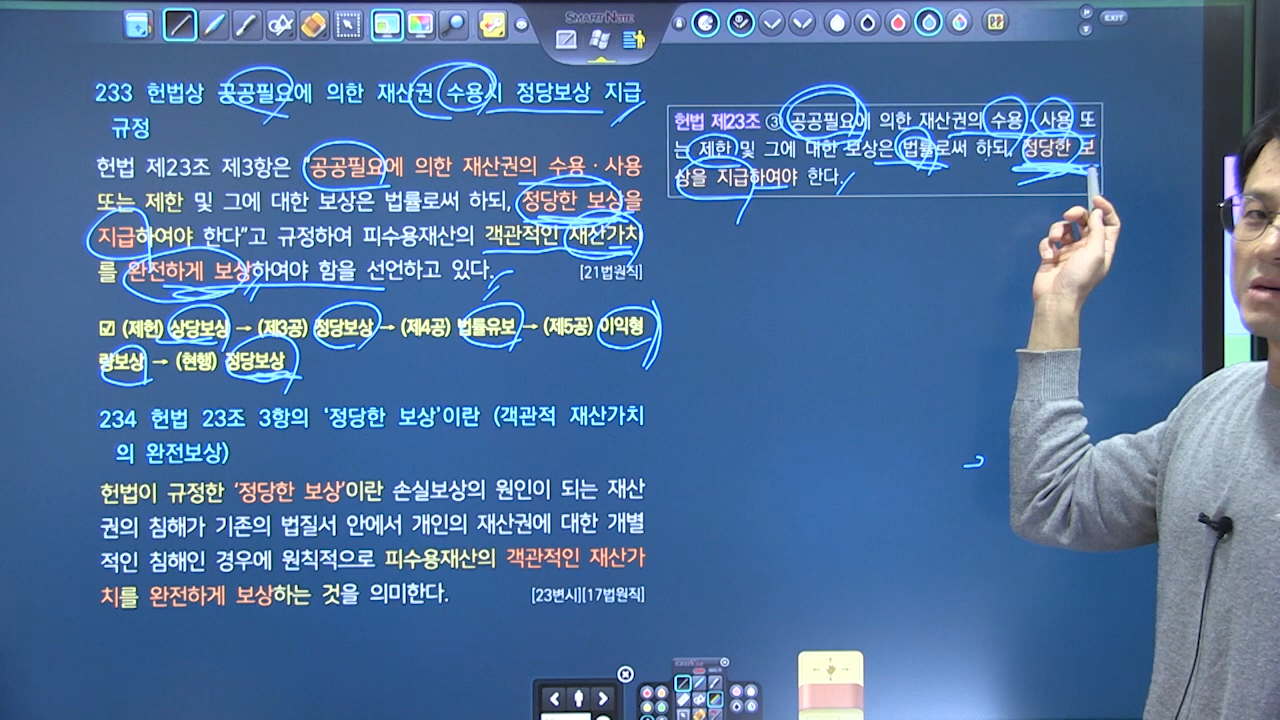 SMART NOTE
EXIT
233 헌법상 공공필요에 의한 재산권 수용시 정당보상 지급
규정
헌법 제23조 제3항은 "공공필요에 의한 재산권의 수용·사용
또는 제한 및 그에 대한 보상은 법률로써 하되, 정당한 보상을
지급하여야 한다"고 규정하여 피수용재산의 객관적인 재산가치
를 완전하게 보상하여야 함을 선언하고 있다. [21법원직]
☑ (제헌) 상당보상 → (제3공) 정당보상 → (제4공) 법률유보 → (제5공) 이익형
량보상 → (현행) 정당보상
234 헌법 23조 3항의 '정당한 보상'이란 (객관적 재산가치
의 완전보상)
헌법이 규정한 '정당한 보상'이란 손실보상의 원인이 되는 재산
권의 침해가 기존의 법질서 안에서 개인의 재산권에 대한 개별
적인 침해인 경우에 원칙적으로 피수용재산의 객관적인 재산가
치를 완전하게 보상하는 것을 의미한다. [23변시][17법원직]
헌법 제23조 ③ 공공필요에 의한 재산권의 수용·사용 또
는 제한 및 그에 대한 보상은 법률로써 하되, 정당한 보
상을 지급하여야 한다.